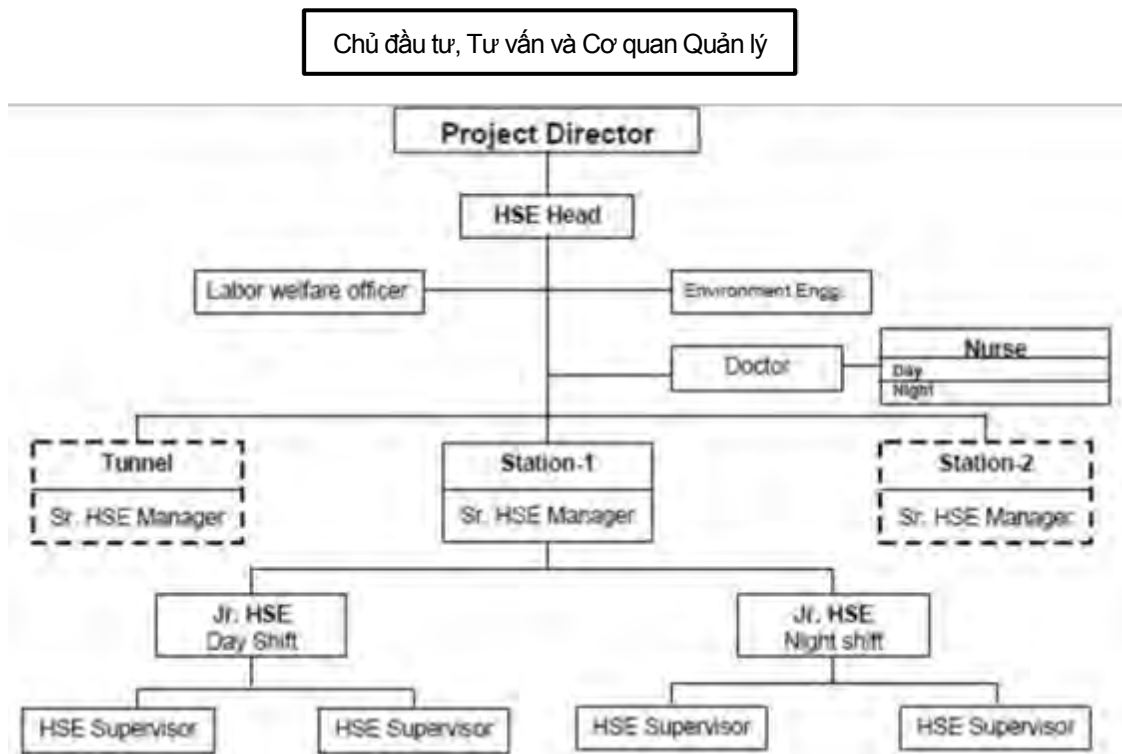 Chủ đầu tư, Tư vấn và Cơ quan Quản lý
Project Director
HSE Head
Labor welfare officer
Environment Engg.
Doctor
Nurse
Day
Night
Tunnel
Sr. HSE Manager
Station-1
Sr. HSE Manager
Station-2
Sr. HSE Manager
Jr. HSE
Day Shift
Jr. HSE
Night shift
HSE Supervisor
HSE Supervisor
HSE Supervisor
HSE Supervisor